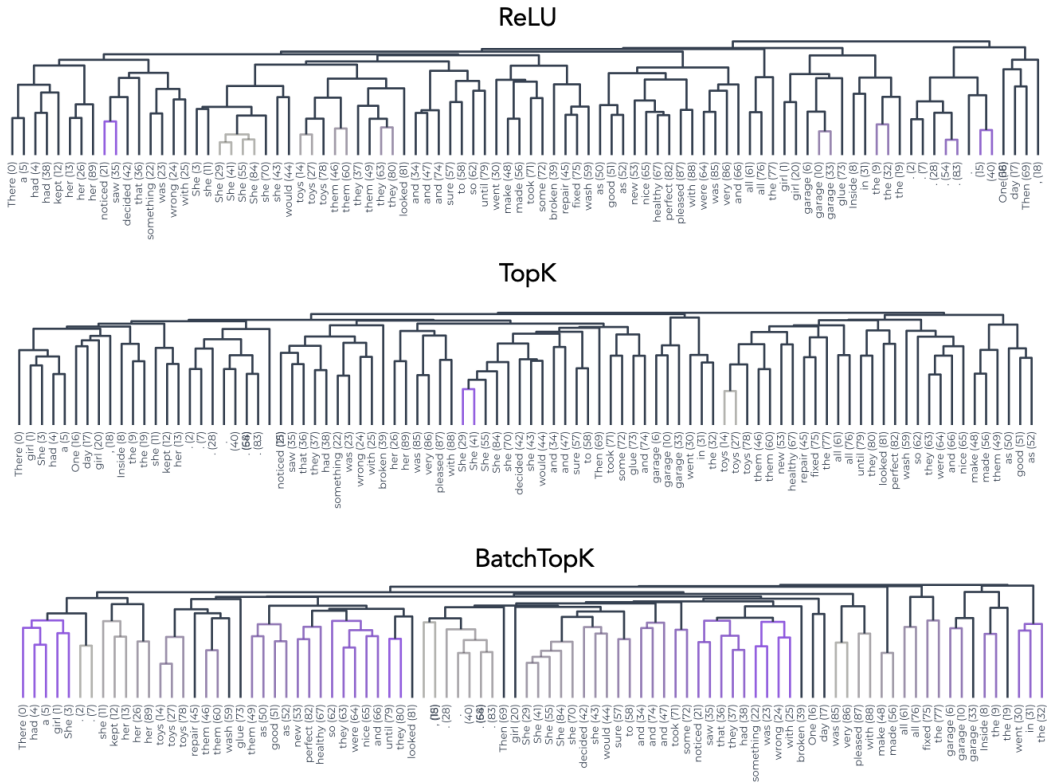 ReLU
There (0)
a (5)
had (4)
had (38)
kept (12)
her (13)
her (26)
her (89)
noticed (21)
saw (35)
decided (42)
that (36)
something (22)
was (23)
wrong (24)
with (25)
She (3)
she (11)
She (29)
She (41)
She (55)
She (84)
she (70)
she (43)
would (44)
toys (14)
toys (27)
toys (78)
them (46)
them (60)
they (37)
them (49)
they (63)
they (80)
looked (81)
and (34)
and (47)
and (74)
sure (57)
to (58)
so (62)
until (79)
went (30)
make (48)
made (56)
took (71)
some (72)
broken (39)
repair (45)
fixed (75)
wash (59)
as (50)
good (51)
as (52)
new (53)
nice (65)
healthy (67)
perfect (82)
pleased (87)
with (88)
were (64)
was (85)
very (86)
and (66)
all (61)
all (76)
the (77)
girl (1)
girl (20)
garage (6)
garage (10)
garage (33)
glue (73)
Inside (8)
in (31)
the (9)
the (32)
the (19)
. (2)
. (7)
. (28)
. (54)
. (83)
. (15)
. (40)
day (17)
Then (69)
, (18)
TopK
There (0)
girl (1)
She (3)
had (4)
a (5)
One (16)
day (17)
girl (20)
, (18)
Inside (8)
the (9)
the (19)
she (11)
kept (12)
her (13)
. (2)
. (7)
. (28)
. (40)
. (83)
saw (35)
that (36)
they (37)
had (38)
something (22)
was (23)
wrong (24)
with (25)
broken (39)
her (26)
her (89)
was (85)
very (86)
pleased (87)
with (88)
She (29)
She (41)
She (55)
She (84)
she (70)
decided (42)
she (43)
would (44)
and (34)
and (47)
sure (57)
to (58)
Then (69)
took (71)
some (72)
glue (73)
and (74)
garage (6)
garage (10)
garage (33)
went (30)
in (31)
the (32)
toys (14)
toys (27)
toys (78)
them (46)
them (60)
new (53)
healthy (67)
repair (45)
fixed (75)
the (77)
all (61)
all (76)
until (79)
they (80)
looked (81)
perfect (82)
wash (59)
so (62)
they (63)
were (64)
and (66)
nice (65)
make (48)
made (56)
them (49)
as (50)
good (51)
as (52)
BatchTopK
There (0)
had (4)
a (5)
girl (1)
She (3)
. (2)
. (7)
she (11)
kept (12)
her (13)
her (26)
her (89)
toys (14)
toys (27)
toys (78)
repair (45)
them (46)
them (60)
wash (59)
glue (73)
them (49)
as (50)
good (51)
as (52)
new (53)
perfect (82)
healthy (67)
so (62)
they (63)
were (64)
nice (65)
and (66)
until (79)
they (80)
looked (81)
. (28)
. (40)
. (83)
Then (69)
girl (20)
She (29)
She (41)
She (55)
She (84)
she (70)
decided (42)
she (43)
would (44)
sure (57)
to (58)
and (34)
and (74)
and (47)
took (71)
some (72)
noticed (21)
saw (35)
that (36)
they (37)
had (38)
something (22)
was (23)
wrong (24)
with (25)
broken (39)
One (16)
day (17)
was (85)
very (86)
pleased (87)
with (88)
make (48)
made (56)
all (61)
all (76)
fixed (75)
the (77)
garage (6)
garage (10)
garage (33)
Inside (8)
the (9)
the (19)
went (30)
in (31)
the (32)